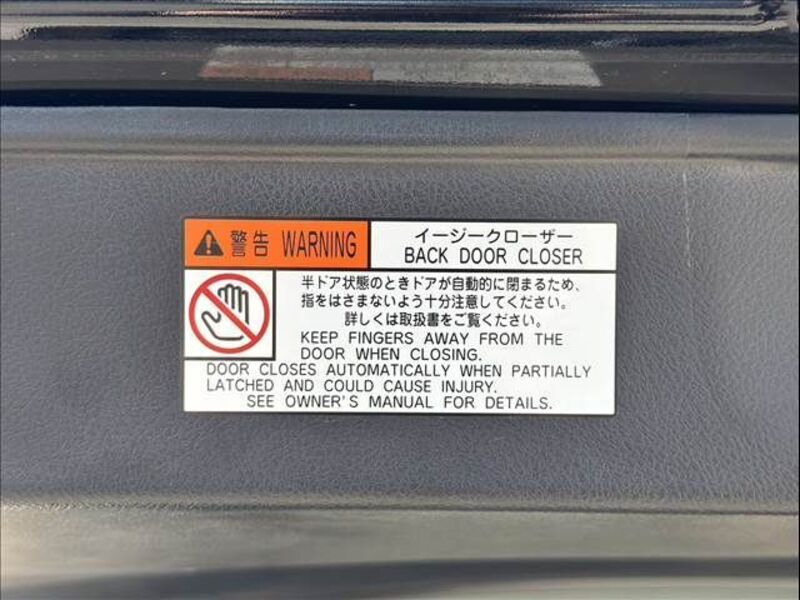 警告 WARNING
イージークローザー
BACK DOOR CLOSER
半ドア状態のときドアが自動的に閉まるため、
指をはさまないよう十分注意してください。
詳しくは取扱書をご覧ください。
KEEP FINGERS AWAY FROM THE
DOOR WHEN CLOSING.
DOOR CLOSES AUTOMATICALLY WHEN PARTIALLY
LATCHED AND COULD CAUSE INJURY.
SEE OWNER'S MANUAL FOR DETAILS.